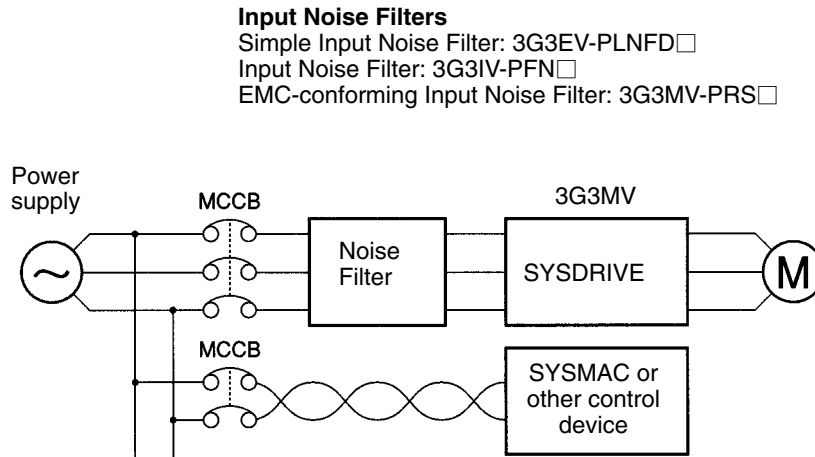 Input Noise Filters
Simple Input Noise Filter: 3G3EV-PLNFD□
Input Noise Filter: 3G3IV-PFN□
EMC-conforming Input Noise Filter: 3G3MV-PRS□
Power
supply
MCCB
3G3MV
Noise
Filter
SYSDRIVE
M
MCCB
SYSMAC or
other control
device